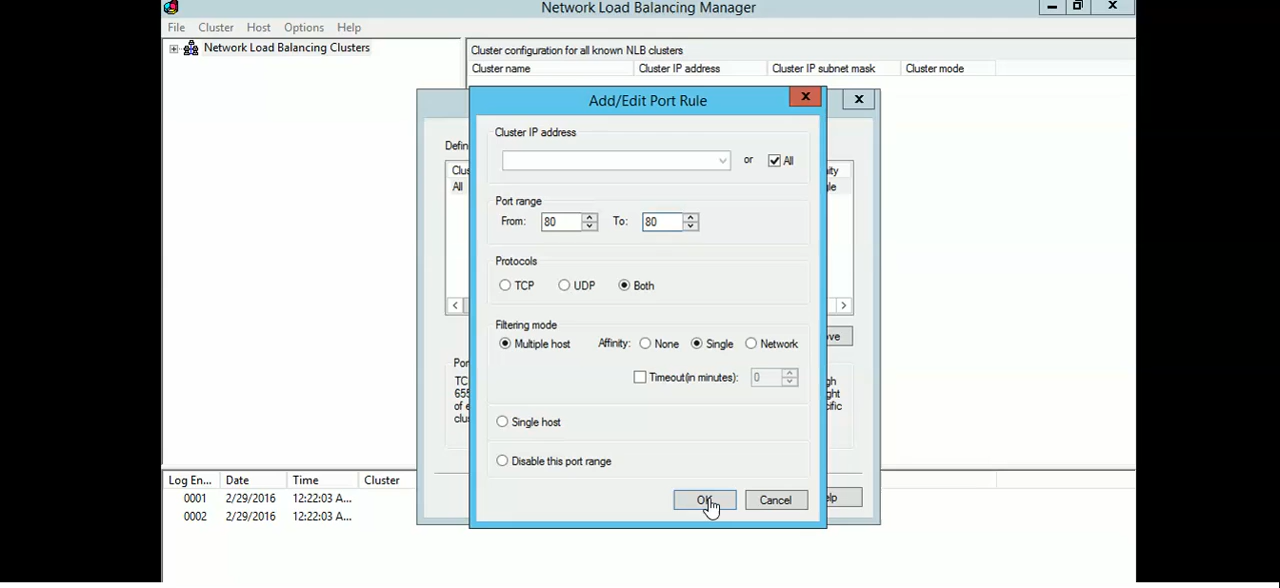 Network Load Balancing Manager
File Cluster Host Options Help
Network Load Balancing Clusters
Cluster configuration for all known NLB clusters
Cluster name Cluster IP address Cluster IP subnet mask Cluster mode
Add/Edit Port Rule
Cluster IP address
or All
Port range
From: 80 To: 80
Protocols
TCP UDP Both
Filtering mode
Multiple host Affinity: None Single Network
Timeout(in minutes): 0
Single host
Disable this port range
OK Cancel
All
Log En... Date Time Cluster
0001 2/29/2016 12:22:03 A...
0002 2/29/2016 12:22:03 A...